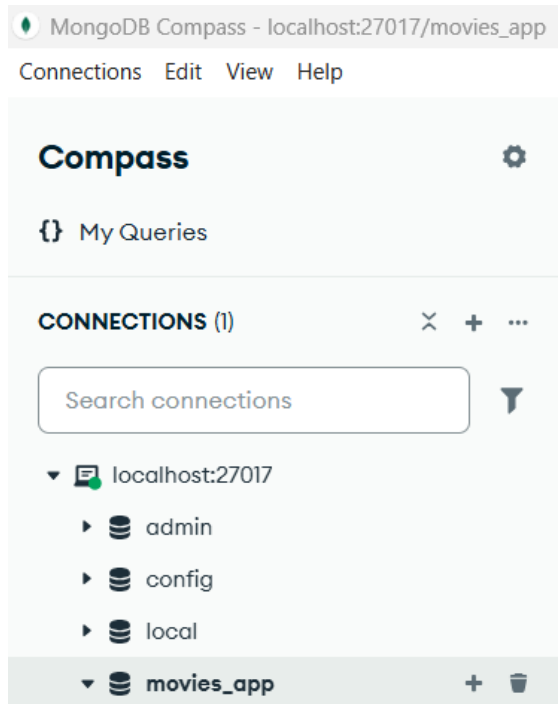 MongoDB Compass - localhost:27017/movies_app
Connections Edit View Help
Compass
{} My Queries
CONNECTIONS (1)
Search connections
localhost:27017
admin
config
local
movies_app